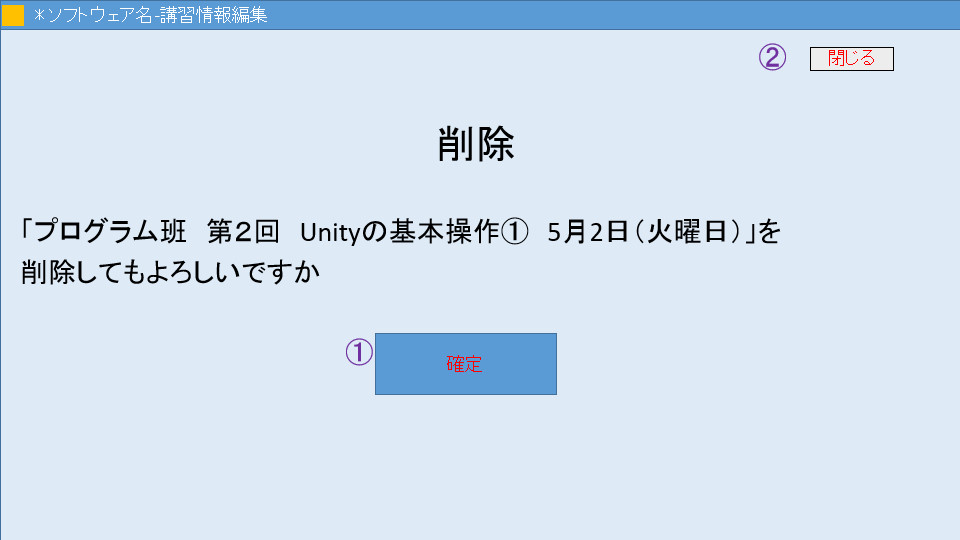 ＊ソフトウェア名-講習情報編集
② 閉じる
削除
「プログラム班　第２回　Unityの基本操作①　5月2日（火曜日）」を
削除してもよろしいですか
① 確定